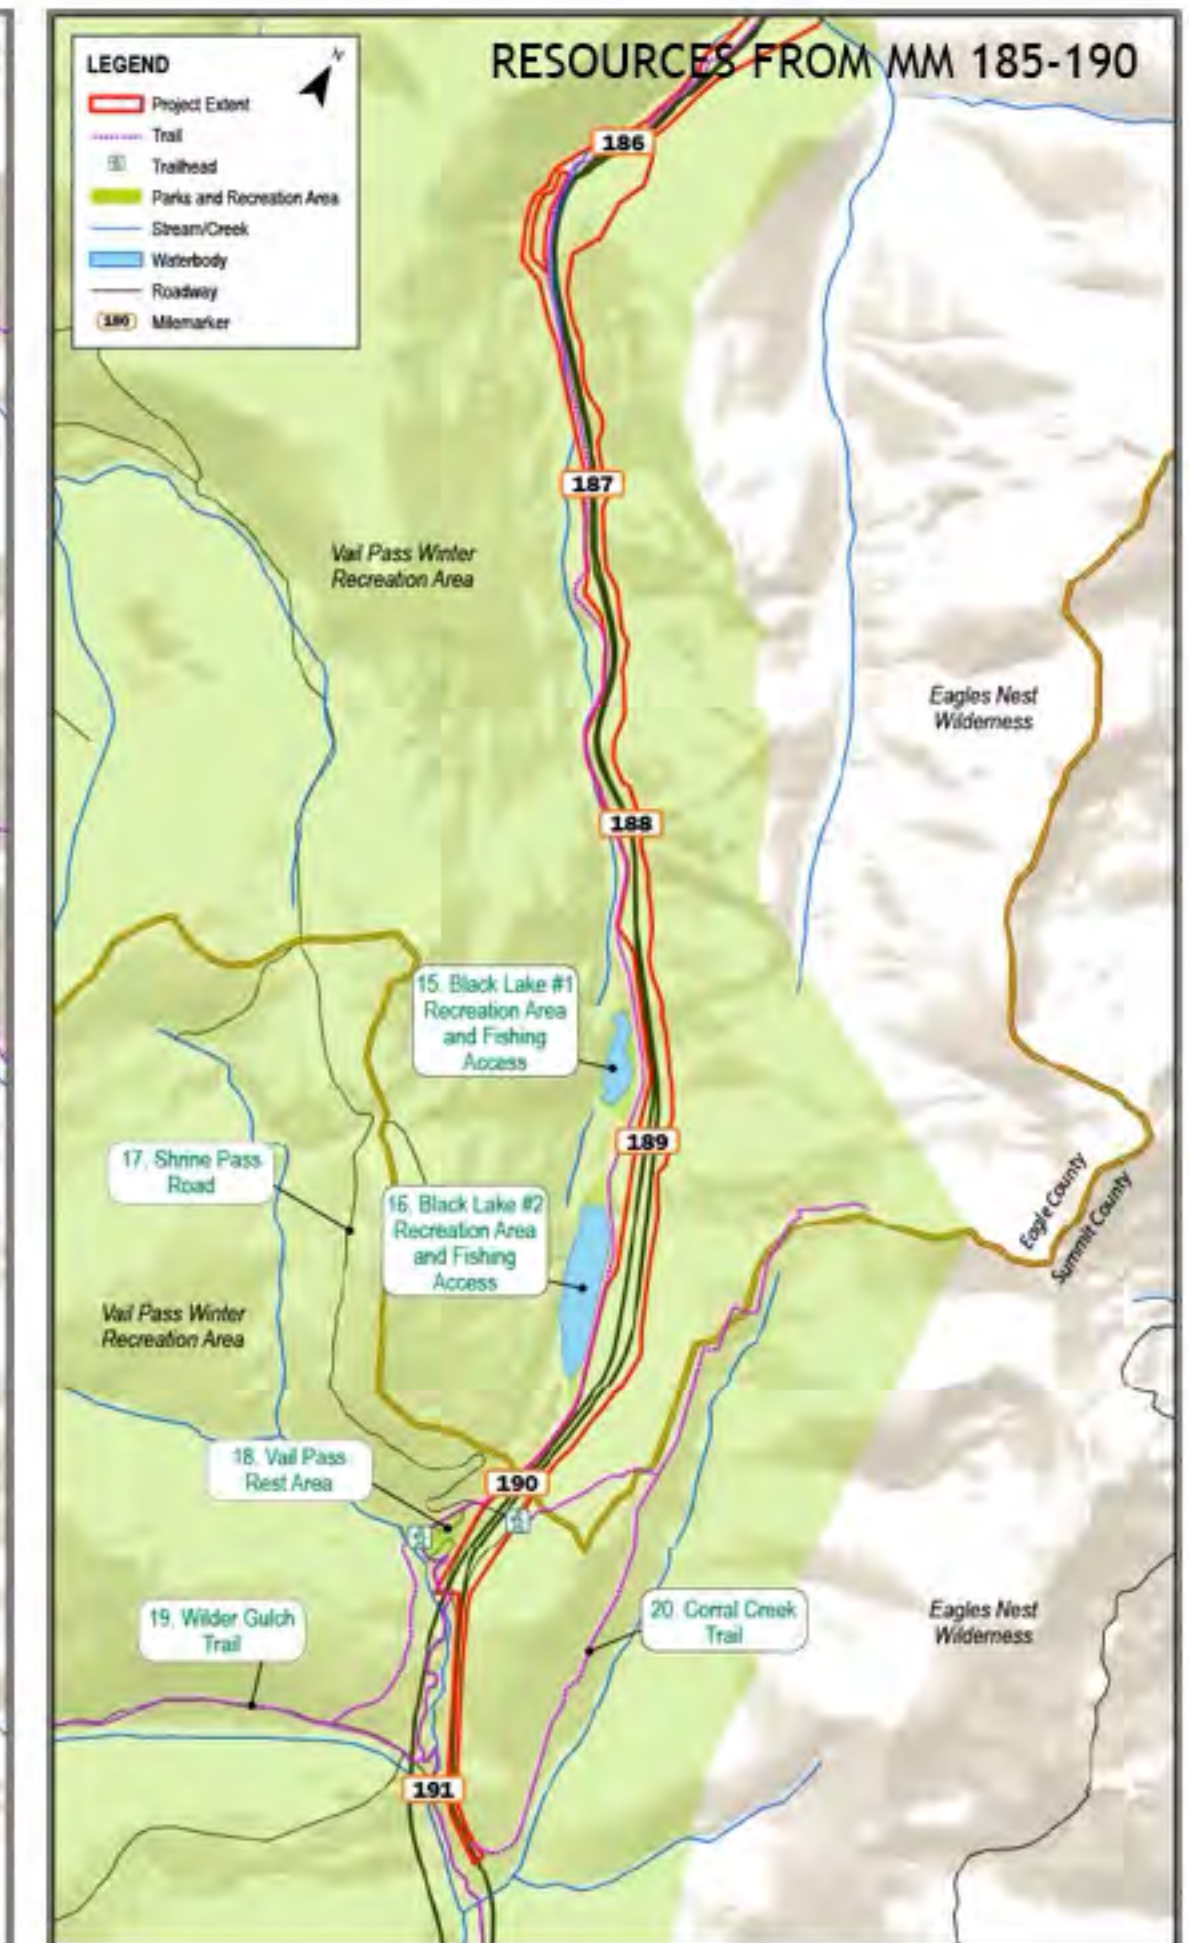 RESOURCES FROM MM 185-190
LEGEND
N
Project Extent
Trail
Trailhead
Parks and Recreation Area
Stream/Creek
Waterbody
Roadway
180 Milemarker
186
187
Vail Pass Winter
Recreation Area
Eagles Nest
Wilderness
188
15. Black Lake #1
Recreation Area
and Fishing
Access
189
17. Shrine Pass
Road
16. Black Lake #2
Recreation Area
and Fishing
Access
Eagle County
Summit County
Vail Pass Winter
Recreation Area
18. Vail Pass
Rest Area
190
19. Wilder Gulch
Trail
20. Corral Creek
Trail
Eagles Nest
Wilderness
191